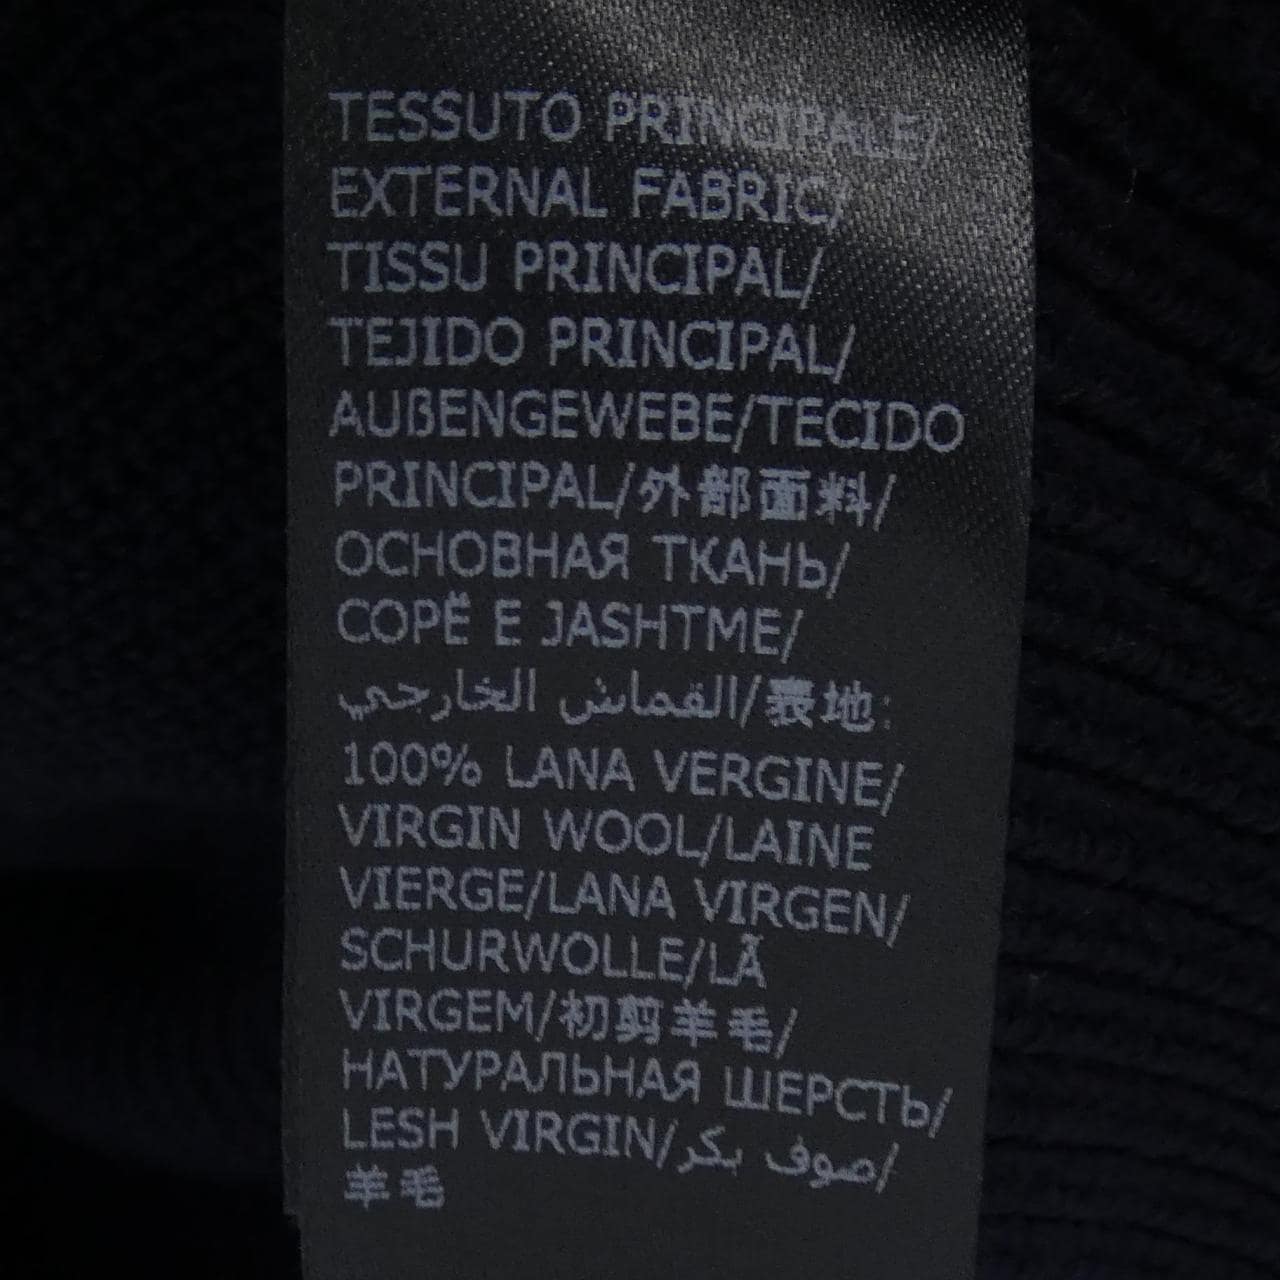 TESSUTO PRINCIPALE/
EXTERNAL FABRIC/
TISSU PRINCIPAL/
TEJIDO PRINCIPAL/
AUßENGEWEBE/TECIDO
PRINCIPAL/外部面料/
ОСНОВНАЯ ТКАНЬ/
COPË E JASHTME/
القماش الخارجي/表地:
100% LANA VERGINE/
VIRGIN WOOL/LAINE
VIERGE/LANA VIRGEN/
SCHURWOLLE/LÃ
VIRGEM/初剪羊毛/
НАТУРАЛЬНАЯ ШЕРСТЬ/
LESH VIRGIN/صوف بكر/
羊毛